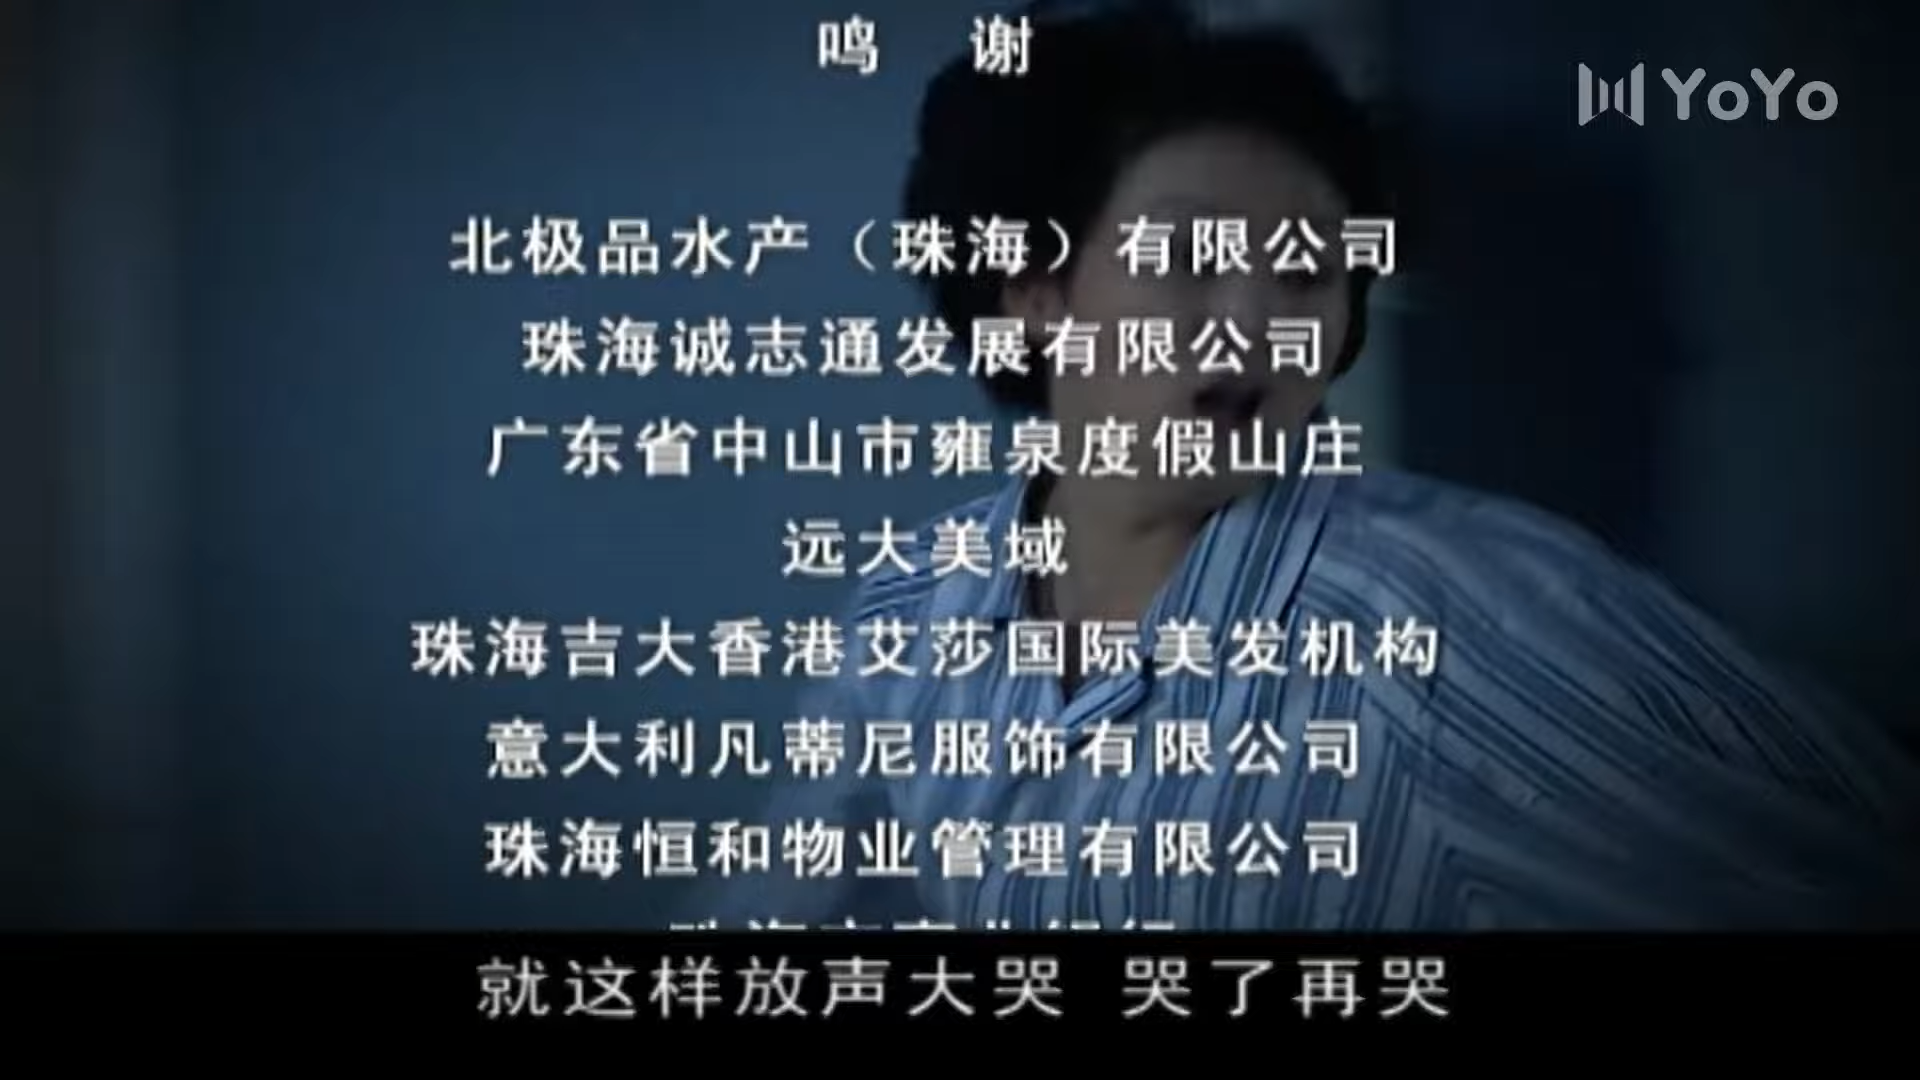 鸣 谢
YoYo
北极品水产（珠海）有限公司
珠海诚志通发展有限公司
广东省中山市雍泉度假山庄
远大美域
珠海吉大香港艾莎国际美发机构
意大利凡蒂尼服饰有限公司
珠海恒和物业管理有限公司
就这样放声大哭 哭了再哭